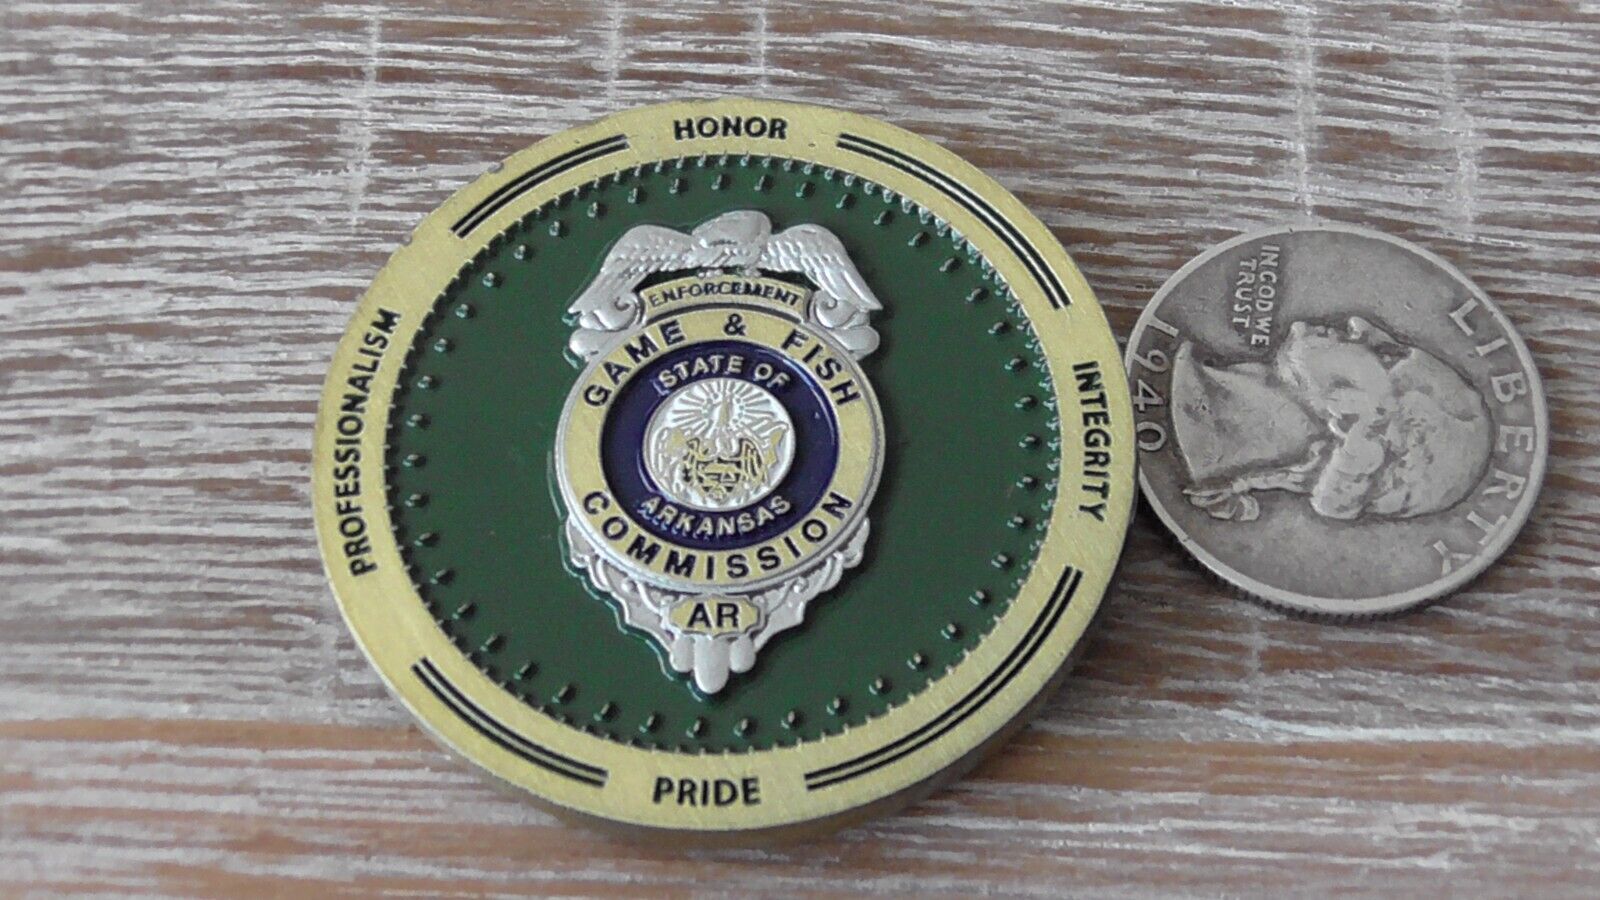 HONOR
PROFESSIONALISM
INTEGRITY
PRIDE
ENFORCEMENT
GAME & FISH
STATE OF
ARKANSAS
COMMISSION
AR
LIBERTY
IN GOD WE
TRUST
1940